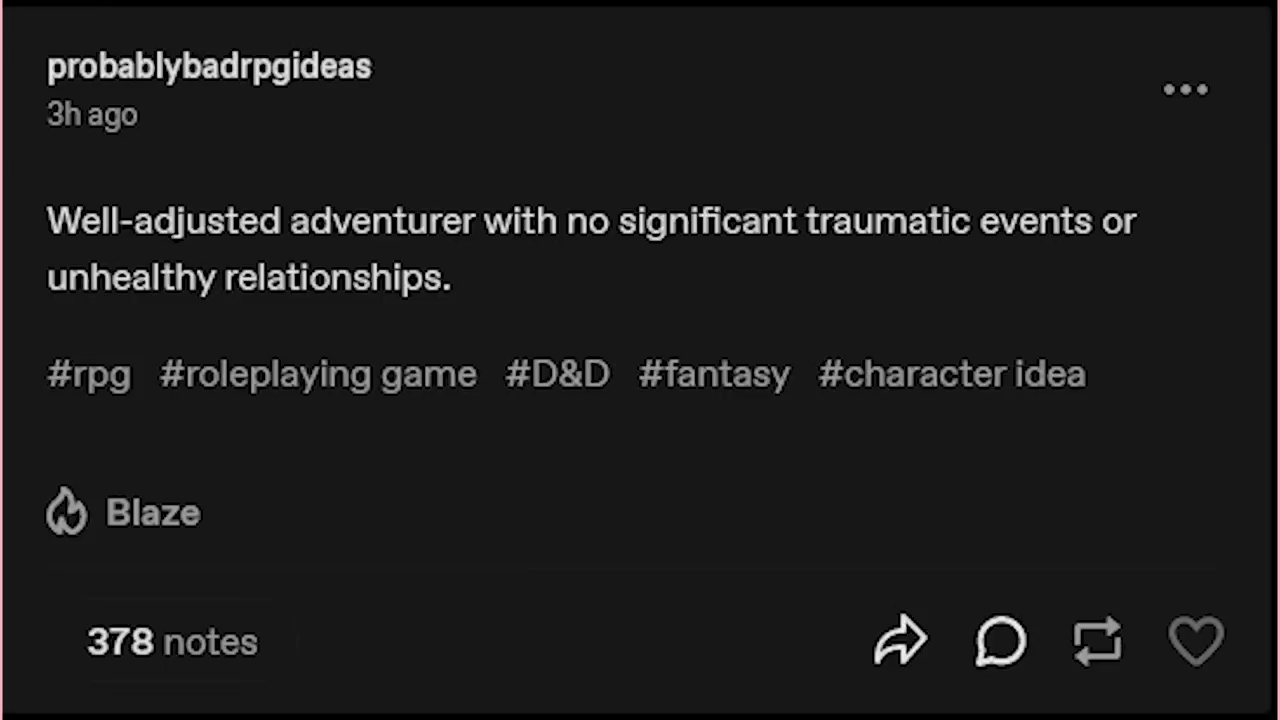 probablybadrpgideas
3h ago
Well-adjusted adventurer with no significant traumatic events or
unhealthy relationships.
#rpg #roleplaying game #D&D #fantasy #character idea
Blaze
378 notes